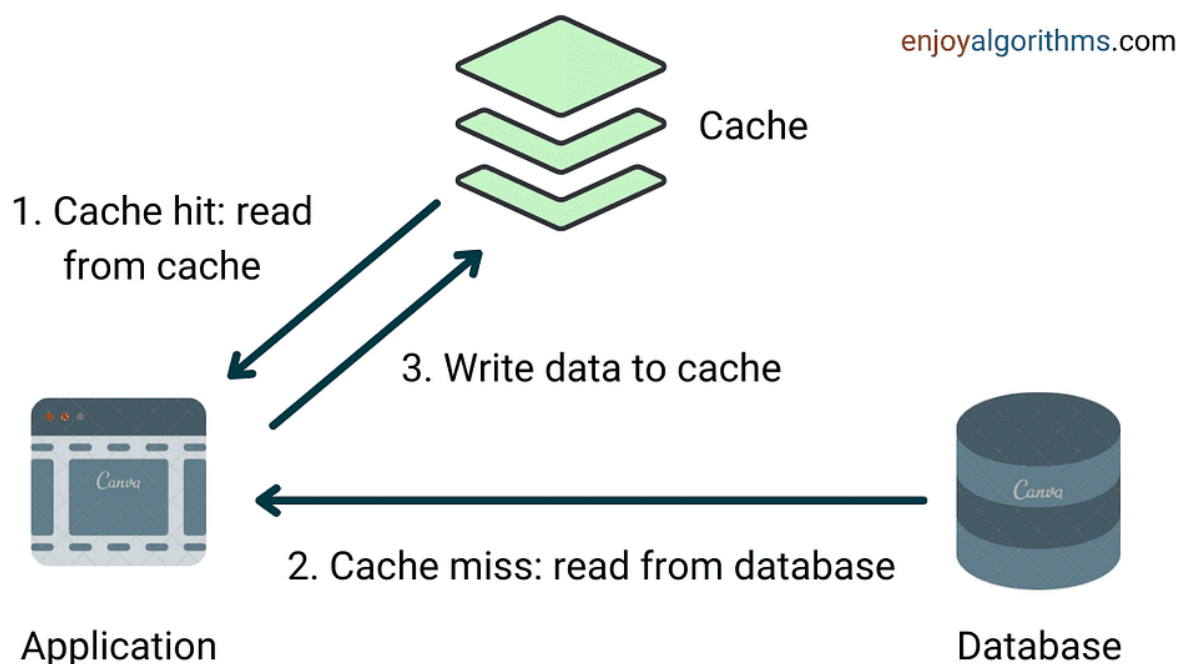 enjoyalgorithms.com
Cache
1. Cache hit: read
from cache
3. Write data to cache
Canva
Canva
2. Cache miss: read from database
Application
Database